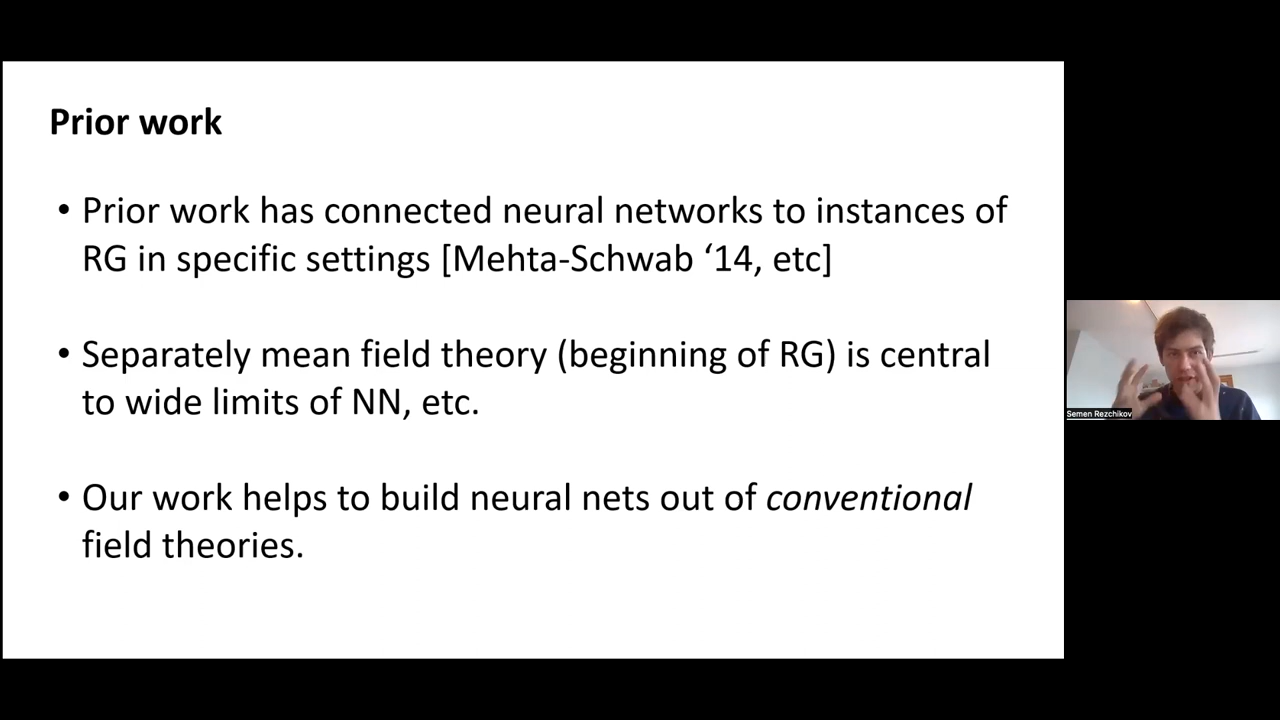 Prior work
• Prior work has connected neural networks to instances of
RG in specific settings [Mehta-Schwab ‘14, etc]
• Separately mean field theory (beginning of RG) is central
to wide limits of NN, etc.
• Our work helps to build neural nets out of conventional
field theories.
Semen Rezchikov